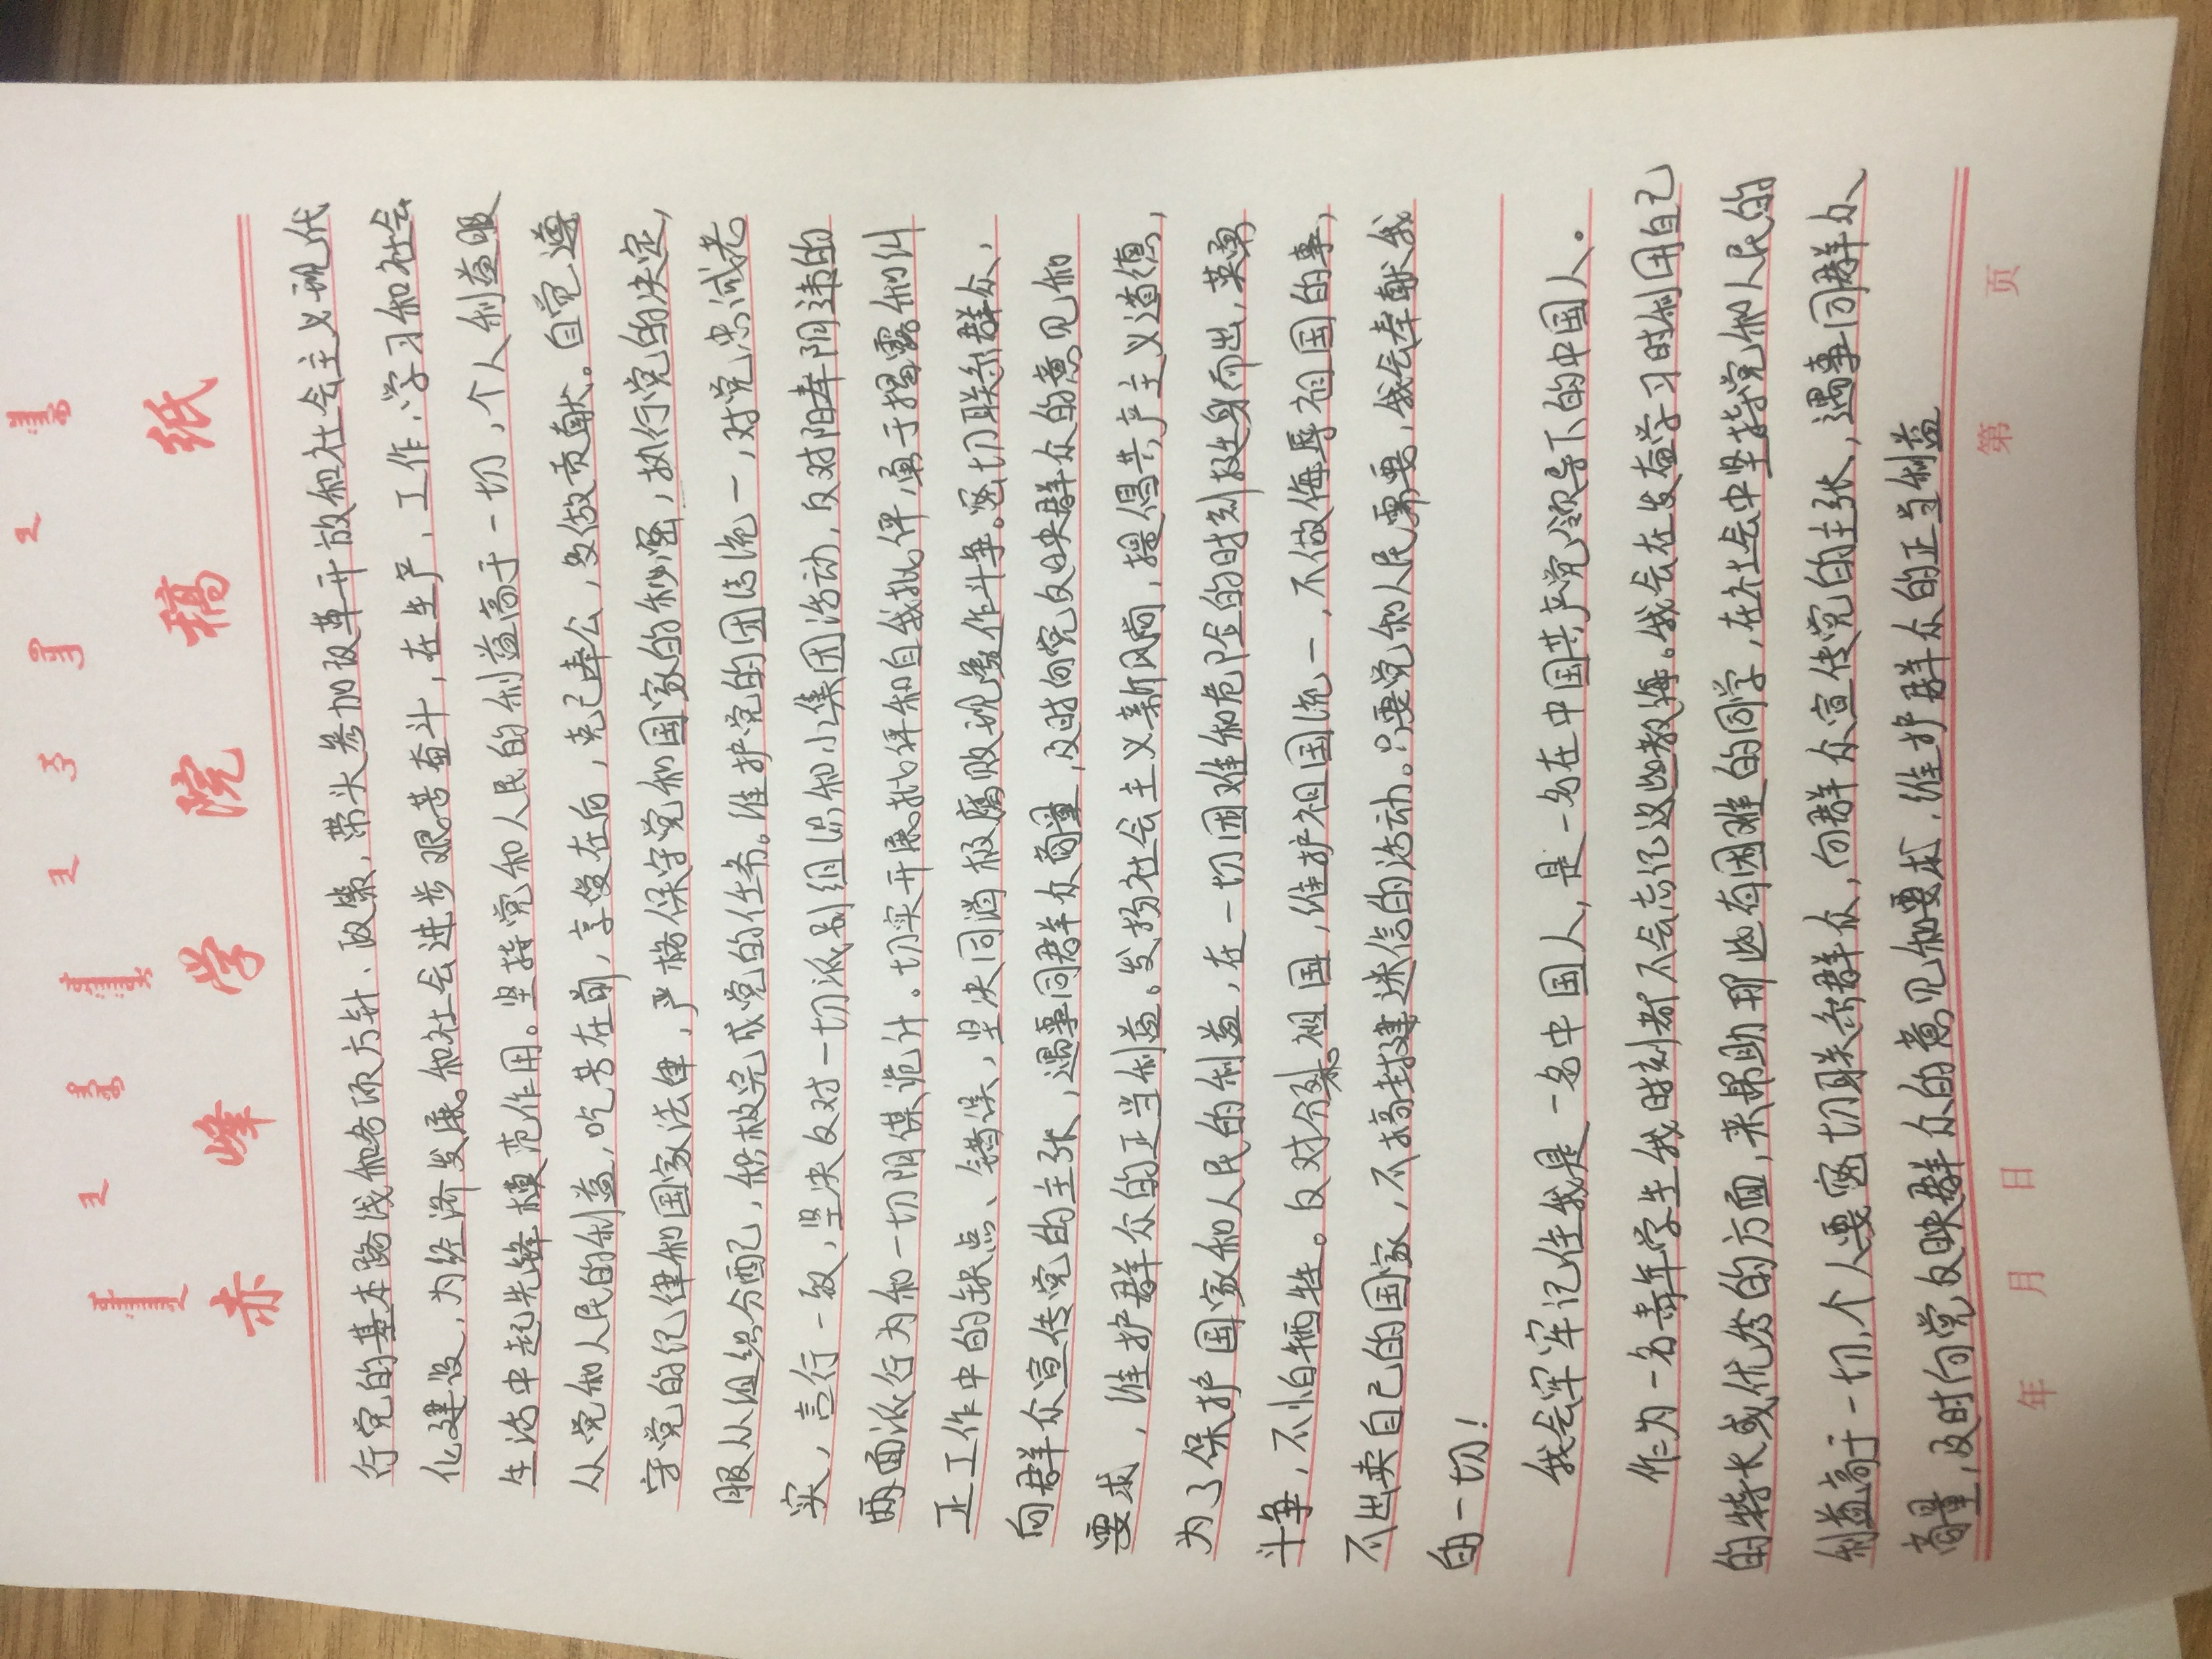 赤峰学院稿纸
行党的基本路线和各项方针、政策，带头参加改革开放和社会主义现代
化建设，为经济发展和社会进步艰苦奋斗，在生产，工作，学习和社会
生活中起先锋模范作用。坚持党和人民的利益高于一切，个人利益服
从党和人民的利益，吃苦在前，享受在后，克己奉公，多做贡献。自觉遵
守党的纪律和国家法律，严格保守党和国家的秘密，执行党的决定，
服从组织分配，积极完成党的任务。维护党的团结统一，对党忠诚老
实，言行一致，坚决反对一切派别组织和小集团活动，反对阳奉阴违的
两面派行为和一切阴谋诡计。切实开展批评和自我批评，勇于揭露和纠
正工作中的缺点、错误，坚决同消极腐败现象作斗争。密切联系群众，
向群众宣传党的主张，遇事同群众商量，及时向党反映群众的意见和
要求，维护群众的正当利益。发扬社会主义新风尚，提倡共产主义道德，
为了保护国家和人民的利益，在一切困难和危险的时刻挺身而出，英勇
斗争，不怕牺牲。反对分裂祖国，维护祖国统一，不做侮辱祖国的事，
不出卖自己的国家，不搞封建迷信的活动。只要党和人民需要，我会奉献我
的一切！
我会牢牢记住我是一名中国人，是一名在中国共产党领导下的中国人。
作为一名青年学生我时刻都不会忘记这些教诲。我会在发奋学习时利用自己
的特长或优秀的方面，来帮助那些有困难的同学，在社会中坚持党和人民的
利益高于一切，个人要密切联系群众，向群众宣传党的主张，遇事同群众
商量，及时向党反映群众的意见和要求，维护群众的正当利益
年 月 日 第 页